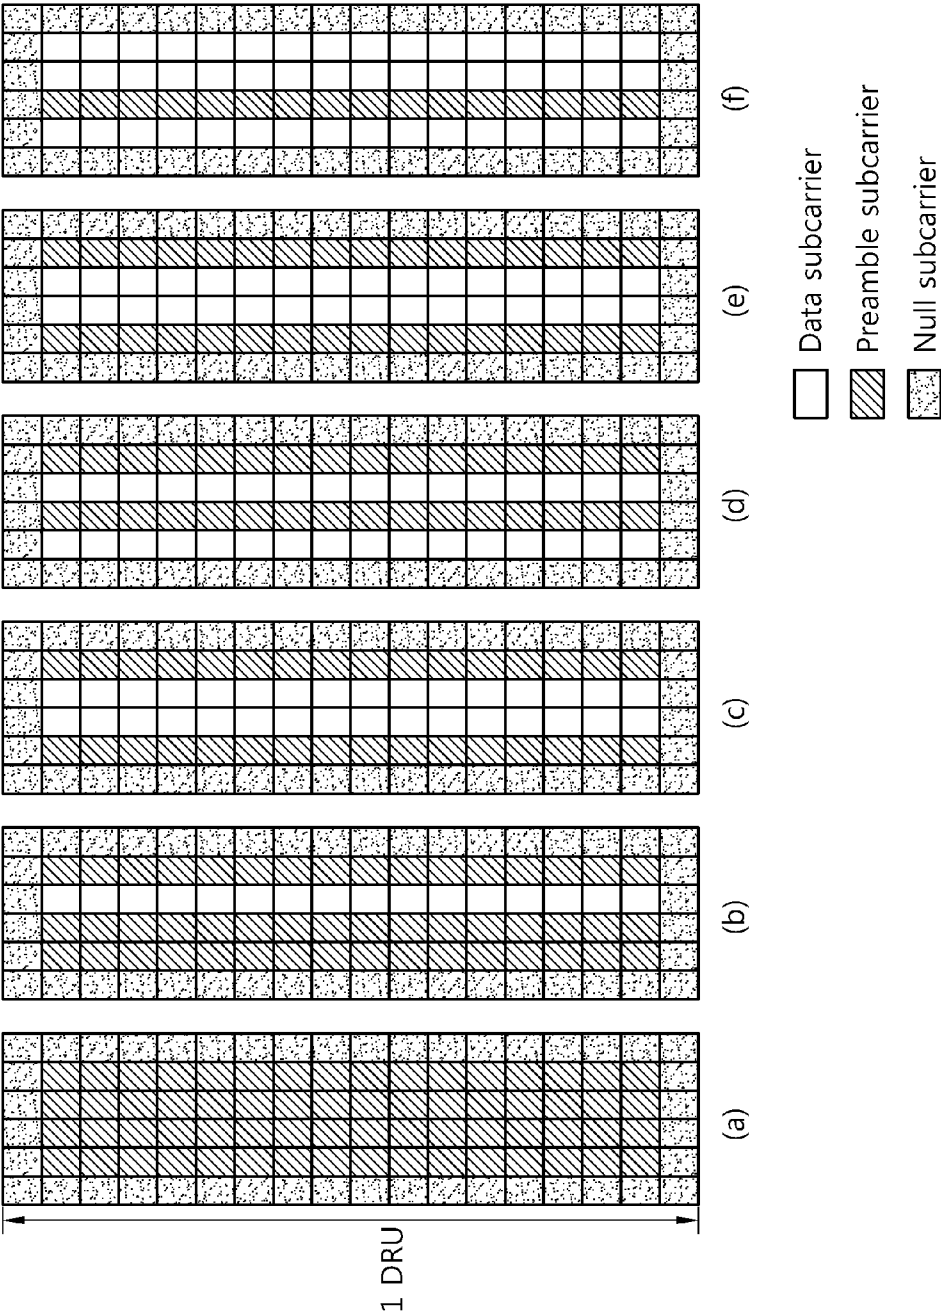 1 DRU
(a)
(b)
(c)
(d)
(e)
(f)
Data subcarrier
Preamble subcarrier
Null subcarrier